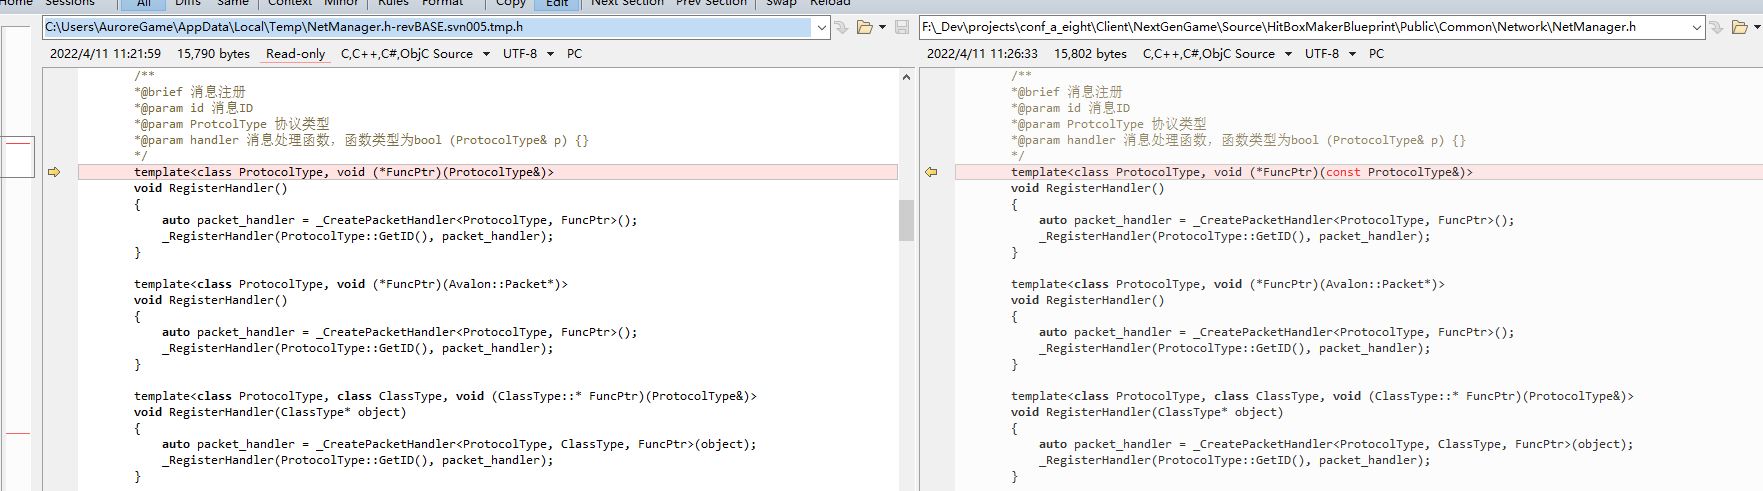 Home Sessions All Diffs Same Context Minor Rules Format Copy Edit Next Section Prev Section Swap Reload
C:\Users\AuroreGame\AppData\Local\Temp\NetManager.h-revBASE.svn005.tmp.h
2022/4/11 11:21:59 15,790 bytes Read-only C,C++,C#,ObjC Source UTF-8 PC
/**
*@brief 消息注册
*@param id 消息ID
*@param ProtcolType 协议类型
*@param handler 消息处理函数, 函数类型为bool (ProtocolType& p) {}
*/
template<class ProtocolType, void (*FuncPtr)(ProtocolType&)>
void RegisterHandler()
{
auto packet_handler = _CreatePacketHandler<ProtocolType, FuncPtr>();
_RegisterHandler(ProtocolType::GetID(), packet_handler);
}
template<class ProtocolType, void (*FuncPtr)(Avalon::Packet*)>
void RegisterHandler()
{
auto packet_handler = _CreatePacketHandler<ProtocolType, FuncPtr>();
_RegisterHandler(ProtocolType::GetID(), packet_handler);
}
template<class ProtocolType, class ClassType, void (ClassType::* FuncPtr)(ProtocolType&)>
void RegisterHandler(ClassType* object)
{
auto packet_handler = _CreatePacketHandler<ProtocolType, ClassType, FuncPtr>(object);
_RegisterHandler(ProtocolType::GetID(), packet_handler);
}
F:\_Dev\projects\conf_a_eight\Client\NextGenGame\Source\HitBoxMakerBlueprint\Public\Common\Network\NetManager.h
2022/4/11 11:26:33 15,802 bytes C,C++,C#,ObjC Source UTF-8 PC
/**
*@brief 消息注册
*@param id 消息ID
*@param ProtcolType 协议类型
*@param handler 消息处理函数, 函数类型为bool (ProtocolType& p) {}
*/
template<class ProtocolType, void (*FuncPtr)(const ProtocolType&)>
void RegisterHandler()
{
auto packet_handler = _CreatePacketHandler<ProtocolType, FuncPtr>();
_RegisterHandler(ProtocolType::GetID(), packet_handler);
}
template<class ProtocolType, void (*FuncPtr)(Avalon::Packet*)>
void RegisterHandler()
{
auto packet_handler = _CreatePacketHandler<ProtocolType, FuncPtr>();
_RegisterHandler(ProtocolType::GetID(), packet_handler);
}
template<class ProtocolType, class ClassType, void (ClassType::* FuncPtr)(ProtocolType&)>
void RegisterHandler(ClassType* object)
{
auto packet_handler = _CreatePacketHandler<ProtocolType, ClassType, FuncPtr>(object);
_RegisterHandler(ProtocolType::GetID(), packet_handler);
}